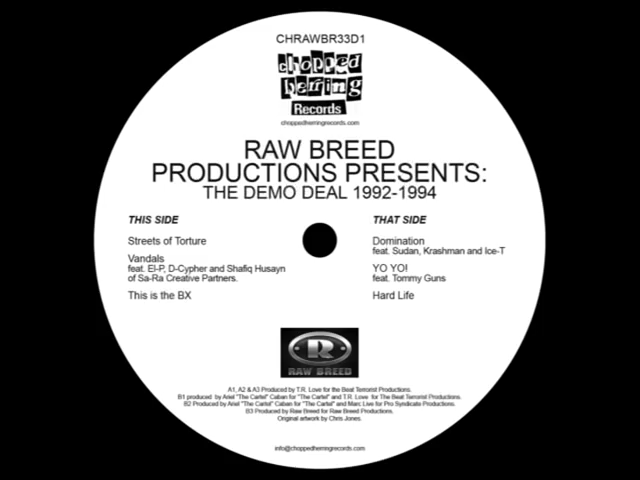 CHRAWBR33D1
chopped
herring
Records
choppedherringrecords.com
RAW BREED
PRODUCTIONS PRESENTS:
THE DEMO DEAL 1992-1994
THIS SIDE
Streets of Torture
Vandals
feat. El-P, D-Cypher and Shafiq Husayn
of Sa-Ra Creative Partners.
This is the BX
THAT SIDE
Domination
feat. Sudan, Krashman and Ice-T
YO YO!
feat. Tommy Guns
Hard Life
R
RAW BREED
A1, A2 & A3 Produced by T.R. Love for the Beat Terrorist Productions.
B1 produced by Ariel "The Cartel" Caban for "The Cartel" and T.R. Love for The Beat Terrorist Productions.
B2 Produced by Ariel "The Cartel" Caban for "The Cartel" and Marc Live for Pro Syndicate Productions.
B3 Produced by Raw Breed for Raw Breed Productions.
Original artwork by Chris Jones.
info@choppedherringrecords.com